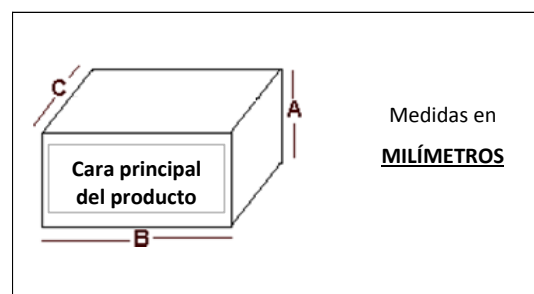 C
A
Medidas en
MILÍMETROS
Cara principal
del producto
B